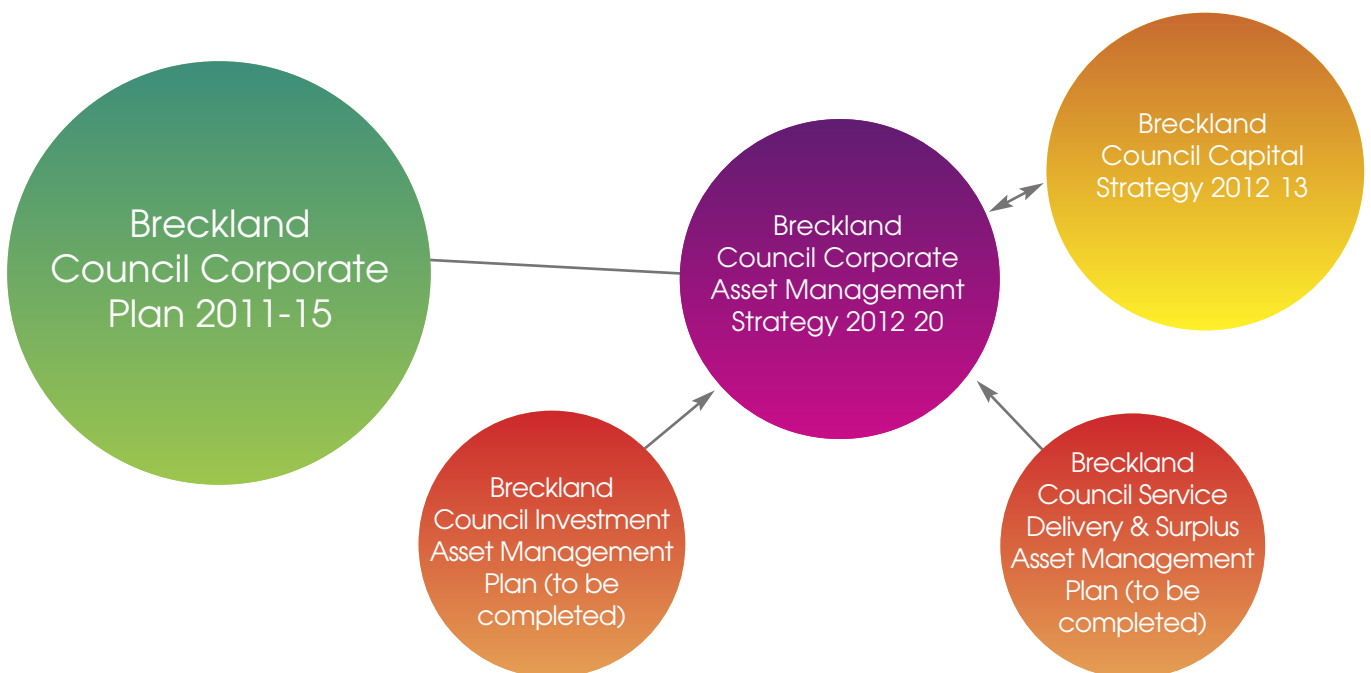 Breckland
Council Corporate
Plan 2011-15
Breckland
Council Corporate
Asset Management
Strategy 2012 20
Breckland
Council Capital
Strategy 2012 13
Breckland
Council Investment
Asset Management
Plan (to be
completed)
Breckland
Council Service
Delivery & Surplus
Asset Management
Plan (to be
completed)